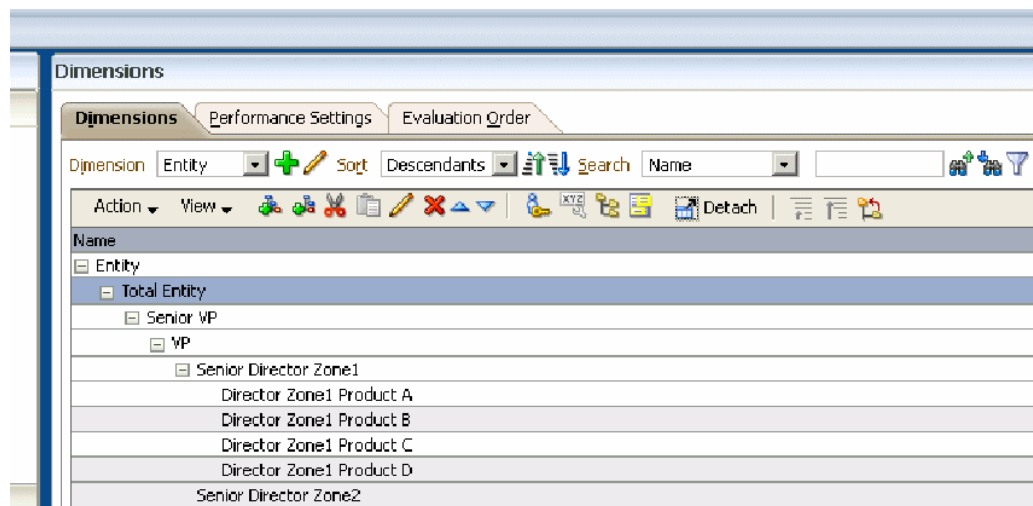 Dimensions
Dimensions Performance Settings Evaluation Order
Dimension Entity Sort Descendants Search Name
Action View XYZ Detach
Name
Entity
Total Entity
Senior VP
VP
Senior Director Zone1
Director Zone1 Product A
Director Zone1 Product B
Director Zone1 Product C
Director Zone1 Product D
Senior Director Zone2